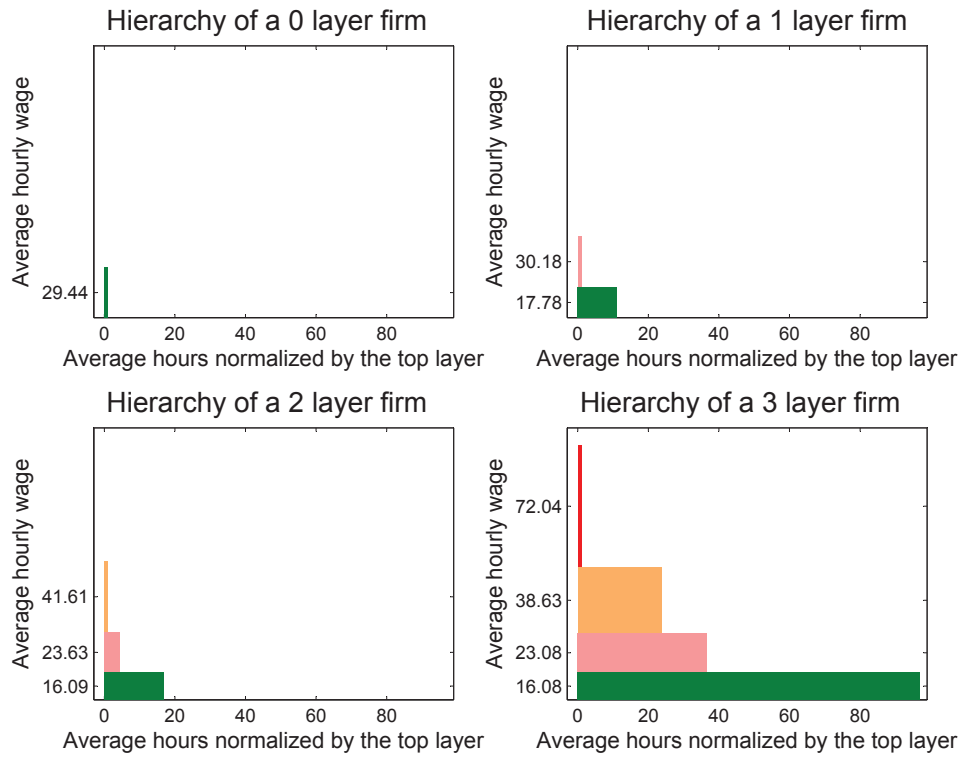 Hierarchy of a 0 layer firm
Average hourly wage
29.44
0 20 40 60 80
Average hours normalized by the top layer
Hierarchy of a 1 layer firm
Average hourly wage
30.18
17.78
0 20 40 60 80
Average hours normalized by the top layer
Hierarchy of a 2 layer firm
Average hourly wage
41.61
23.63
16.09
0 20 40 60 80
Average hours normalized by the top layer
Hierarchy of a 3 layer firm
Average hourly wage
72.04
38.63
23.08
16.08
0 20 40 60 80
Average hours normalized by the top layer